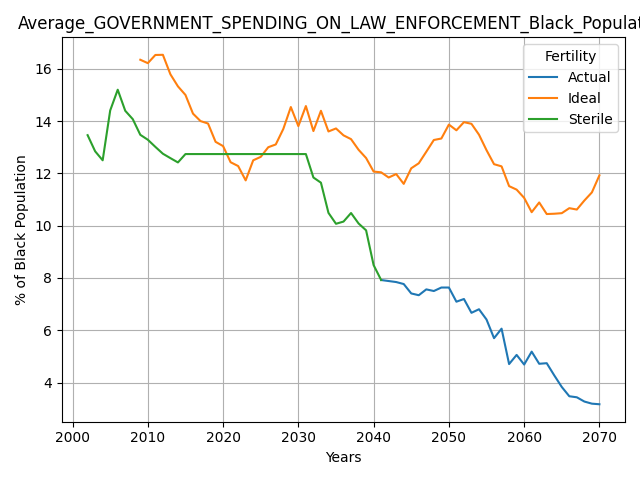 Average_GOVERNMENT_SPENDING_ON_LAW_ENFORCEMENT_Black_Populat
Fertility
Actual
Ideal
Sterile
% of Black Population
16
14
12
10
8
6
4
2000 2010 2020 2030 2040 2050 2060 2070
Years